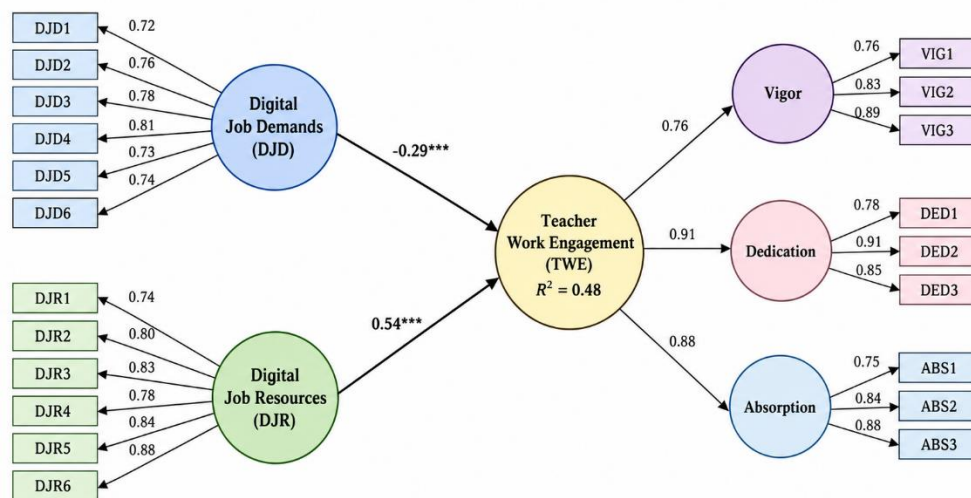 DJD1
DJD2
DJD3
DJD4
DJD5
DJD6
0.72
0.76
0.78
0.81
0.73
0.74
Digital
Job Demands
(DJD)
-0.29***
DJR1
DJR2
DJR3
DJR4
DJR5
DJR6
0.74
0.80
0.83
0.78
0.84
0.88
Digital
Job Resources
(DJR)
0.54***
Teacher
Work Engagement
(TWE)
R² = 0.48
0.76
0.91
0.88
Vigor
0.76
0.83
0.89
VIG1
VIG2
VIG3
Dedication
0.78
0.91
0.85
DED1
DED2
DED3
Absorption
0.75
0.84
0.88
ABS1
ABS2
ABS3